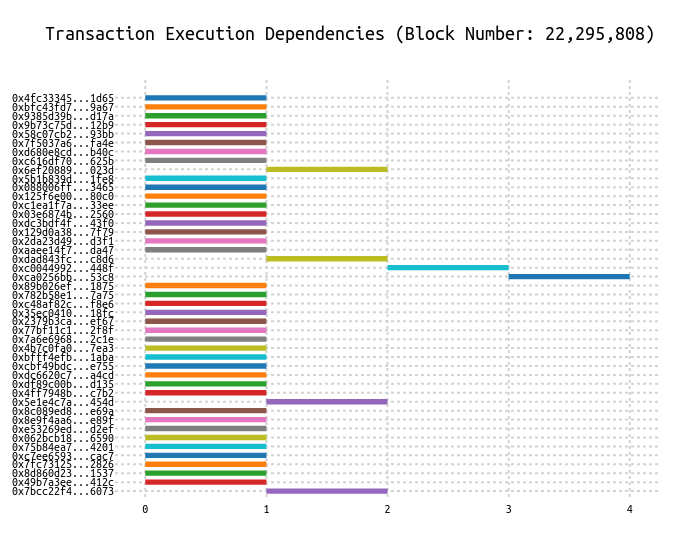 Transaction Execution Dependencies (Block Number: 22,295,808)
0x4fc33345...1d65
0xbfc43fd7...9a67
0x9385d39b...d17a
0x9b73c75d...12b9
0x58c07cb2...93bb
0x7f5037a6...fa4e
0xd680e8cd...b40c
0xc616df70...625b
0x6ef20889...023d
0x5b1b839d...1fe8
0x088006ff...3465
0x125f6e00...80c0
0xc1ea1f7a...33ee
0x03e6874b...2560
0xdc3bdf4f...43f0
0x129d0a38...7f79
0x2da23d49...d3f1
0xaaee14f7...da47
0xdad843fc...c8d6
0xc0044992...448f
0xca0256bb...53c8
0x89b026ef...1875
0x782b58e1...7a75
0xc48af82c...f8e6
0x35ec0410...18fc
0x2379b3ca...ef67
0x77bf11c1...2f8f
0x7a6e6968...2c1e
0x4b7c0fa0...7ea3
0xbfff4efb...1aba
0xcbf49bdc...e755
0xdc6620c7...a4cd
0xdf89c00b...d135
0x4ff7948b...c7b2
0x5e1e4c7a...454d
0x8c089ed8...e69a
0x8e9f4aa6...e89f
0xe53269ed...d2ef
0x062bcb18...6590
0x75b84ea7...4201
0xc7ee6593...cac7
0x7fc73125...2826
0x8d860d23...1537
0x49b7a3ee...412c
0x7bcc22f4...6073
0 1 2 3 4